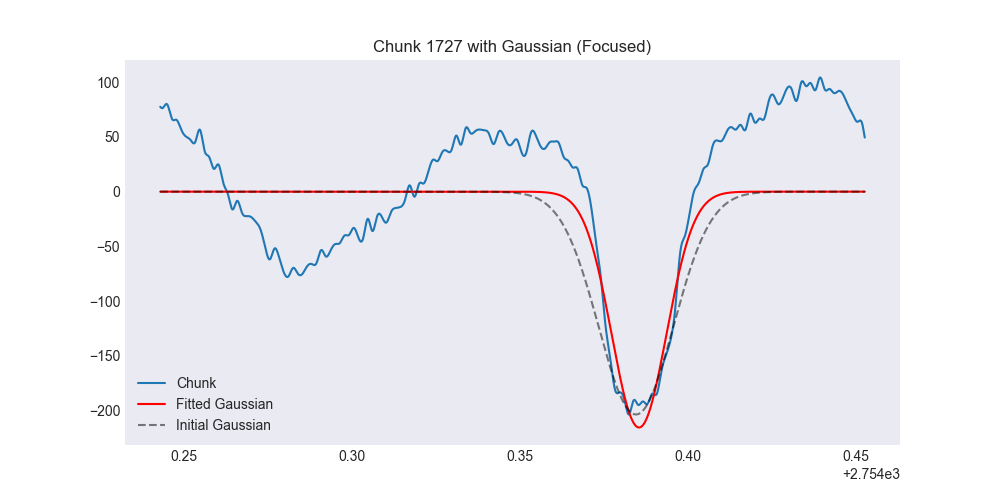 Chunk 1727 with Gaussian (Focused)
100
50
0
−50
−100
−150
−200
Chunk
Fitted Gaussian
Initial Gaussian
0.25 0.30 0.35 0.40 0.45
+2.754e3